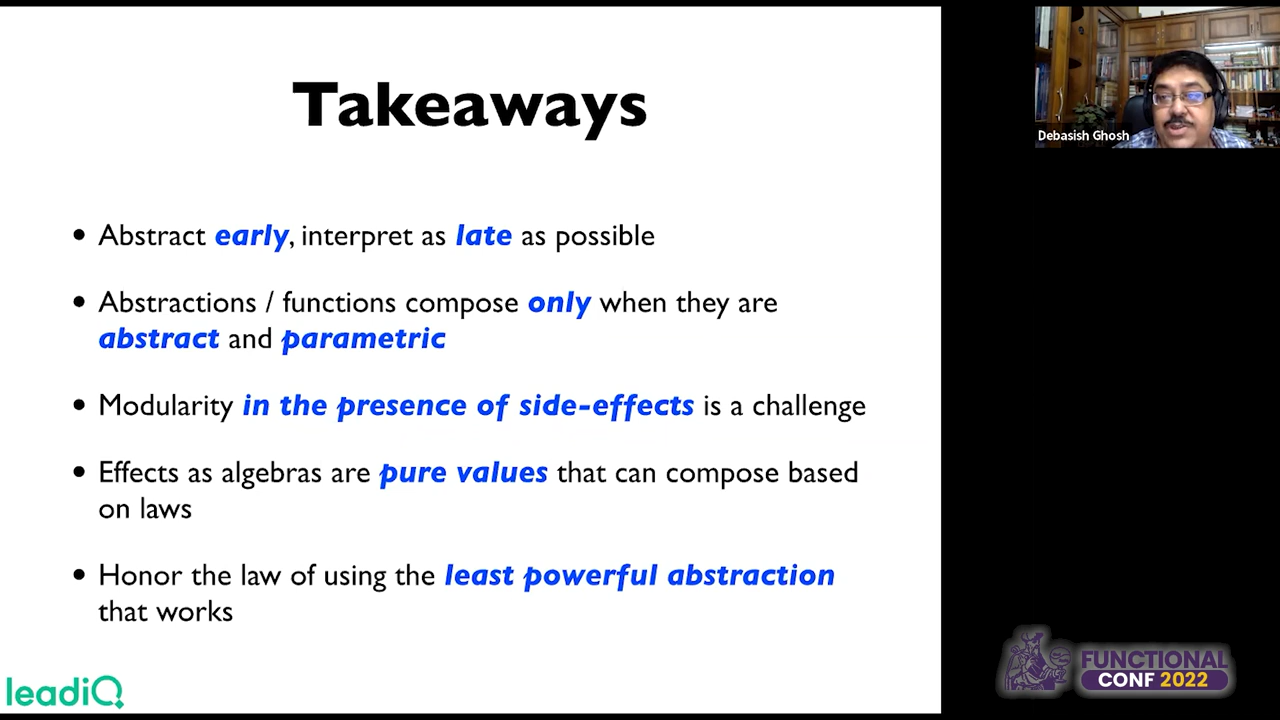 Takeaways
• Abstract early, interpret as late as possible
• Abstractions / functions compose only when they are
abstract and parametric
• Modularity in the presence of side-effects is a challenge
• Effects as algebras are pure values that can compose based
on laws
• Honor the law of using the least powerful abstraction
that works
leadiQ
Debasish Ghosh
FUNCTIONAL
CONF 2022